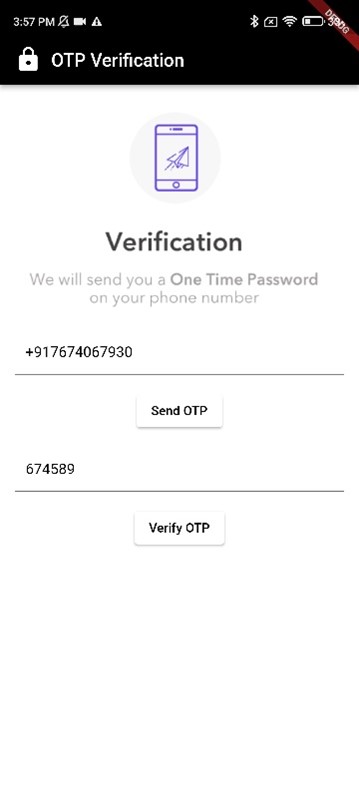 3:57 PM
DEBUG
OTP Verification
Verification
We will send you a One Time Password
on your phone number
+917674067930
Send OTP
674589
Verify OTP